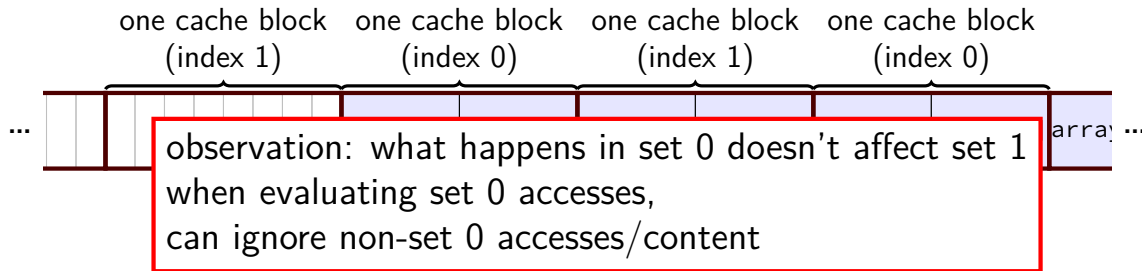 one cache block one cache block one cache block one cache block
(index 1) (index 0) (index 1) (index 0)
... array ...
observation: what happens in set 0 doesn't affect set 1
when evaluating set 0 accesses,
can ignore non-set 0 accesses/content